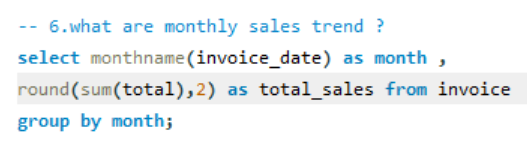 -- 6.what are monthly sales trend ?
select monthname(invoice_date) as month ,
round(sum(total),2) as total_sales from invoice
group by month;